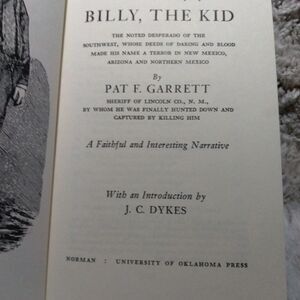 BILLY, THE KID
THE NOTED DESPERADO OF THE
SOUTHWEST, WHOSE DEEDS OF DARING AND BLOOD
MADE HIS NAME A TERROR IN NEW MEXICO,
ARIZONA AND NORTHERN MEXICO
By
PAT F. GARRETT
SHERIFF OF LINCOLN CO., N. M.,
BY WHOM HE WAS FINALLY HUNTED DOWN AND
CAPTURED BY KILLING HIM
A Faithful and Interesting Narrative
With an Introduction by
J. C. DYKES
NORMAN : UNIVERSITY OF OKLAHOMA PRESS